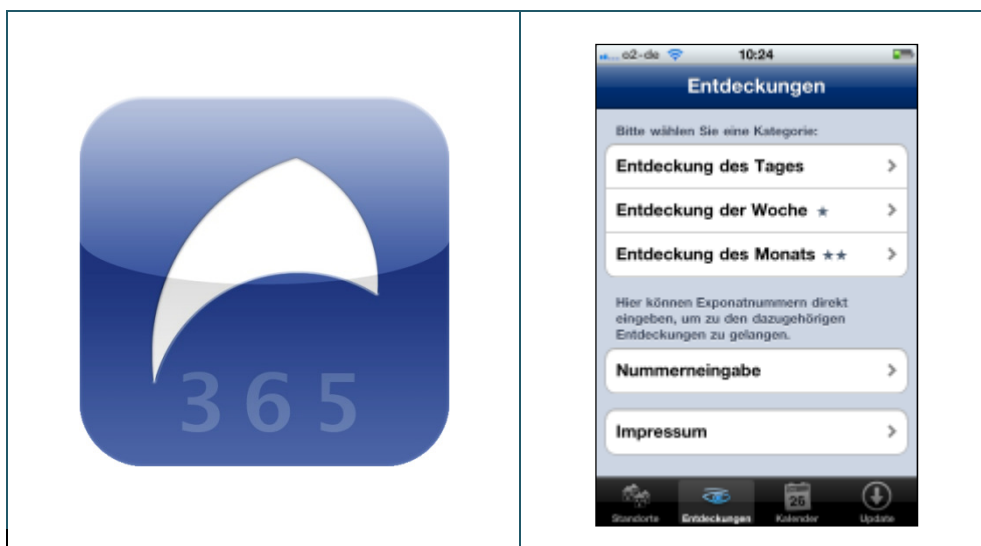 365
o2-de 10:24
Entdeckungen
Bitte wählen Sie eine Kategorie:
Entdeckung des Tages
Entdeckung der Woche ★
Entdeckung des Monats ★★
Hier können Exponatnummern direkt
eingeben, um zu den dazugehörigen
Entdeckungen zu gelangen.
Nummerneingabe
Impressum
26
Standorte Entdeckungen Kalender Update